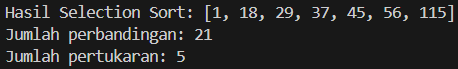 Hasil Selection Sort: [1, 18, 29, 37, 45, 56, 115]
Jumlah perbandingan: 21
Jumlah pertukaran: 5